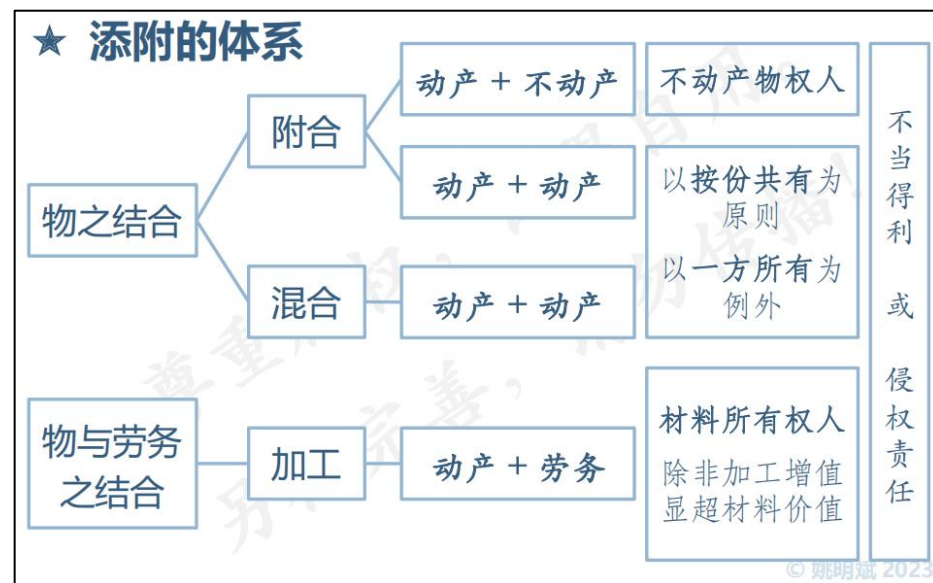 ★ 添附的体系
物之结合
附合
动产 + 不动产
不动产物权人
动产 + 动产
以按份共有为
原则
以一方所有为
例外
混合
动产 + 动产
物与劳务
之结合
加工
动产 + 劳务
材料所有权人
除非加工增值
显超材料价值
不当得利 或 侵权责任
© 姚明斌 2023